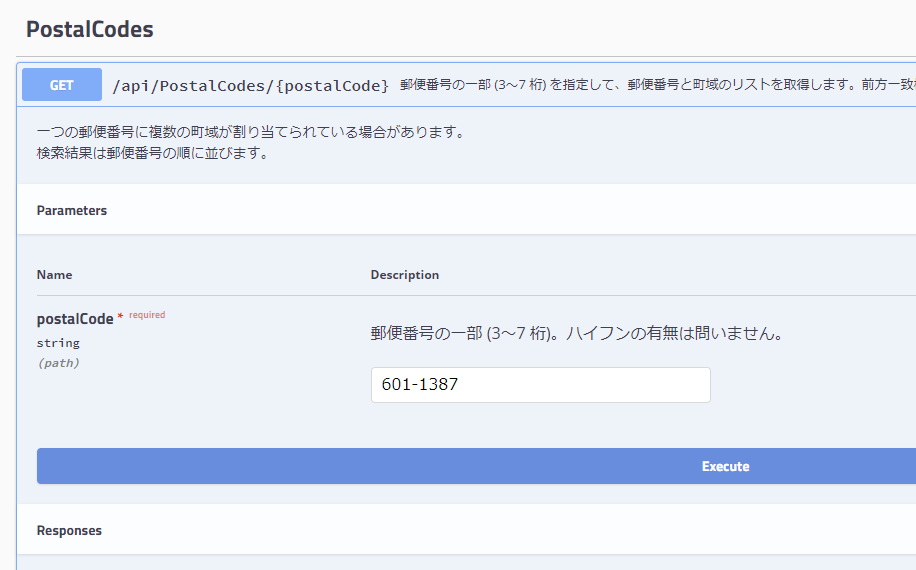 PostalCodes
GET /api/PostalCodes/{postalCode} 郵便番号の一部 (3～7 桁) を指定して、郵便番号と町域のリストを取得します。前方一致
一つの郵便番号に複数の町域が割り当てられている場合があります。
検索結果は郵便番号の順に並びます。
Parameters
Name Description
postalCode * required
string
(path)
郵便番号の一部 (3～7 桁)。ハイフンの有無は問いません。
601-1387
Execute
Responses